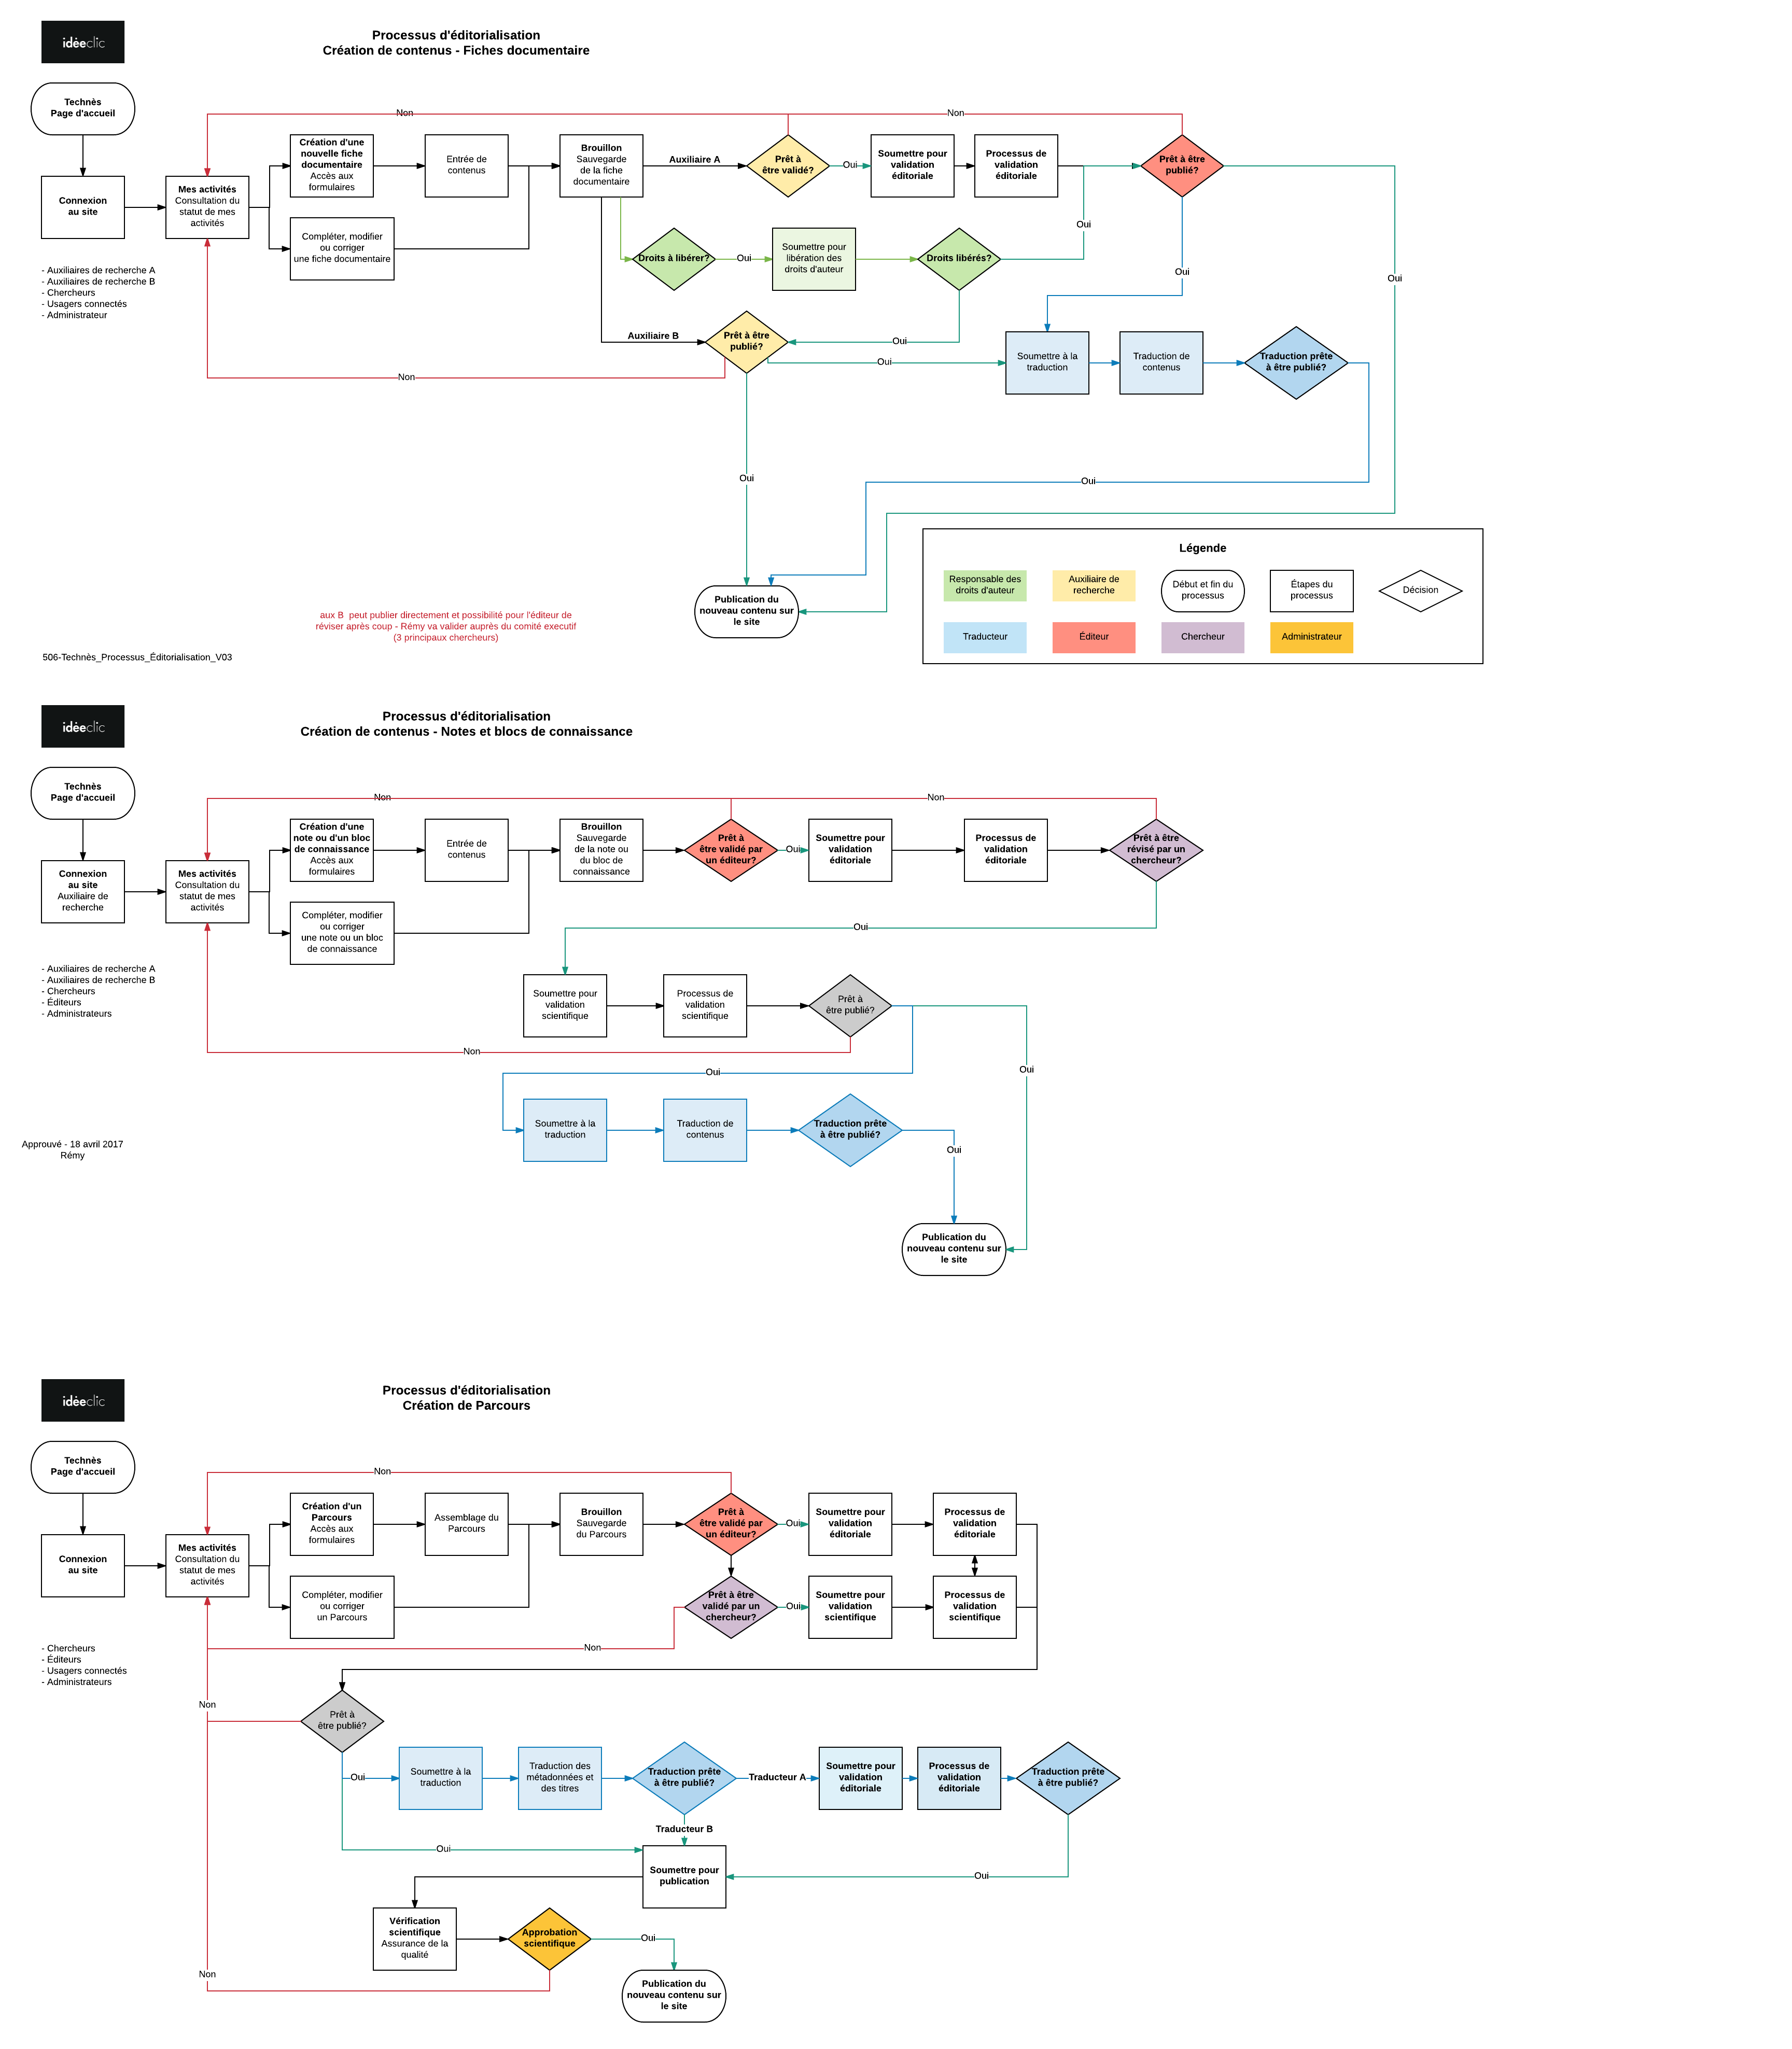 idéeclic
Processus d'éditorialisation
Création de contenus - Fiches documentaire
Technès
Page d'accueil
Non
Non
Connexion
au site
Mes activités
Consultation du
statut de mes
activités
Création d'une
nouvelle fiche
documentaire
Accès aux
formulaires
Entrée de
contenus
Brouillon
Sauvegarde
de la fiche
documentaire
Auxiliaire A
Prêt à
être validé?
Oui
Soumettre pour
validation
éditoriale
Processus de
validation
éditoriale
Prêt à être
publié?
Compléter, modifier
ou corriger
une fiche documentaire
Droits à libérer?
Oui
Soumettre pour
libération des
droits d'auteur
Droits libérés?
Oui
Oui
Oui
- Auxiliaires de recherche A
- Auxiliaires de recherche B
- Chercheurs
- Usagers connectés
- Administrateur
Auxiliaire B
Prêt à être
publié?
Oui
Oui
Soumettre à la
traduction
Traduction de
contenus
Traduction prête
à être publié?
Non
Oui
Oui
Publication du
nouveau contenu sur
le site
aux B  peut publier directement et possibilité pour l'éditeur de
réviser après coup - Rémy va valider auprès du comité executif
(3 principaux chercheurs)
506-Technès_Processus_Éditorialisation_V03
Légende
Responsable des
droits d'auteur
Auxiliaire de
recherche
Début et fin du
processus
Étapes du
processus
Décision
Traducteur
Éditeur
Chercheur
Administrateur
idéeclic
Processus d'éditorialisation
Création de contenus - Notes et blocs de connaissance
Technès
Page d'accueil
Non
Non
Connexion
au site
Auxiliaire de
recherche
Mes activités
Consultation du
statut de mes
activités
Création d'une
note ou d'un bloc
de connaissance
Accès aux
formulaires
Entrée de
contenus
Brouillon
Sauvegarde
de la note ou
du bloc de
connaissance
Prêt à
être validé par
un éditeur?
Oui
Soumettre pour
validation
éditoriale
Processus de
validation
éditoriale
Prêt à être
révisé par un
chercheur?
Compléter, modifier
ou corriger
une note ou un bloc
de connaissance
Oui
- Auxiliaires de recherche A
- Auxiliaires de recherche B
- Chercheurs
- Éditeurs
- Administrateurs
Soumettre pour
validation
scientifique
Processus de
validation
scientifique
Prêt à
être publié?
Non
Oui
Oui
Soumettre à la
traduction
Traduction de
contenus
Traduction prête
à être publié?
Oui
Approuvé - 18 avril 2017
Rémy
Publication du
nouveau contenu sur
le site
idéeclic
Processus d'éditorialisation
Création de Parcours
Technès
Page d'accueil
Non
Connexion
au site
Mes activités
Consultation du
statut de mes
activités
Création d'un
Parcours
Accès aux
formulaires
Assemblage du
Parcours
Brouillon
Sauvegarde
du Parcours
Prêt à
être validé par
un éditeur?
Oui
Soumettre pour
validation
éditoriale
Processus de
validation
éditoriale
Compléter, modifier
ou corriger
un Parcours
Prêt à être
validé par un
chercheur?
Oui
Soumettre pour
validation
scientifique
Processus de
validation
scientifique
Non
- Chercheurs
- Éditeurs
- Usagers connectés
- Administrateurs
Non
Prêt à
être publié?
Oui
Soumettre à la
traduction
Traduction des
métadonnées et
des titres
Traduction prête
à être publié?
Traducteur A
Soumettre pour
validation
éditoriale
Processus de
validation
éditoriale
Traduction prête
à être publié?
Traducteur B
Oui
Soumettre pour
publication
Oui
Vérification
scientifique
Assurance de la
qualité
Approbation
scientifique
Oui
Non
Publication du
nouveau contenu sur
le site